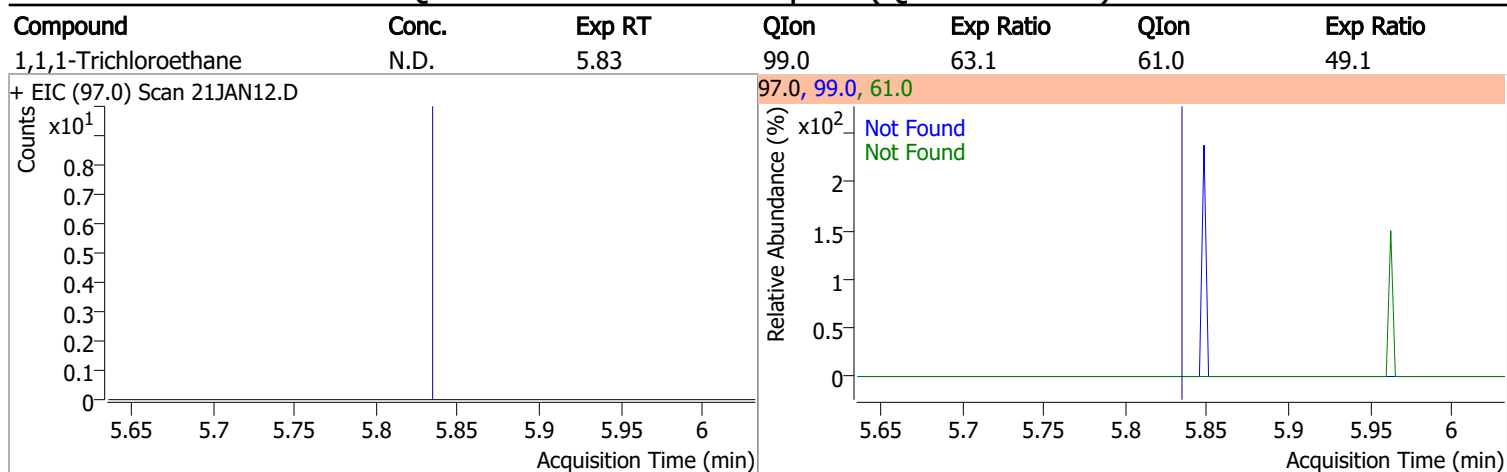 Compound Conc. Exp RT QIon Exp Ratio QIon Exp Ratio
1,1,1-Trichloroethane N.D. 5.83 99.0 63.1 61.0 49.1
+ EIC (97.0) Scan 21JAN12.D
Counts
x10¹
0.8
0.7
0.6
0.5
0.4
0.3
0.2
0.1
0
5.65 5.7 5.75 5.8 5.85 5.9 5.95 6
Acquisition Time (min)
97.0, 99.0, 61.0
Relative Abundance (%)
x10²
Not Found
Not Found
2
1.5
1
0.5
0
5.65 5.7 5.75 5.8 5.85 5.9 5.95 6
Acquisition Time (min)